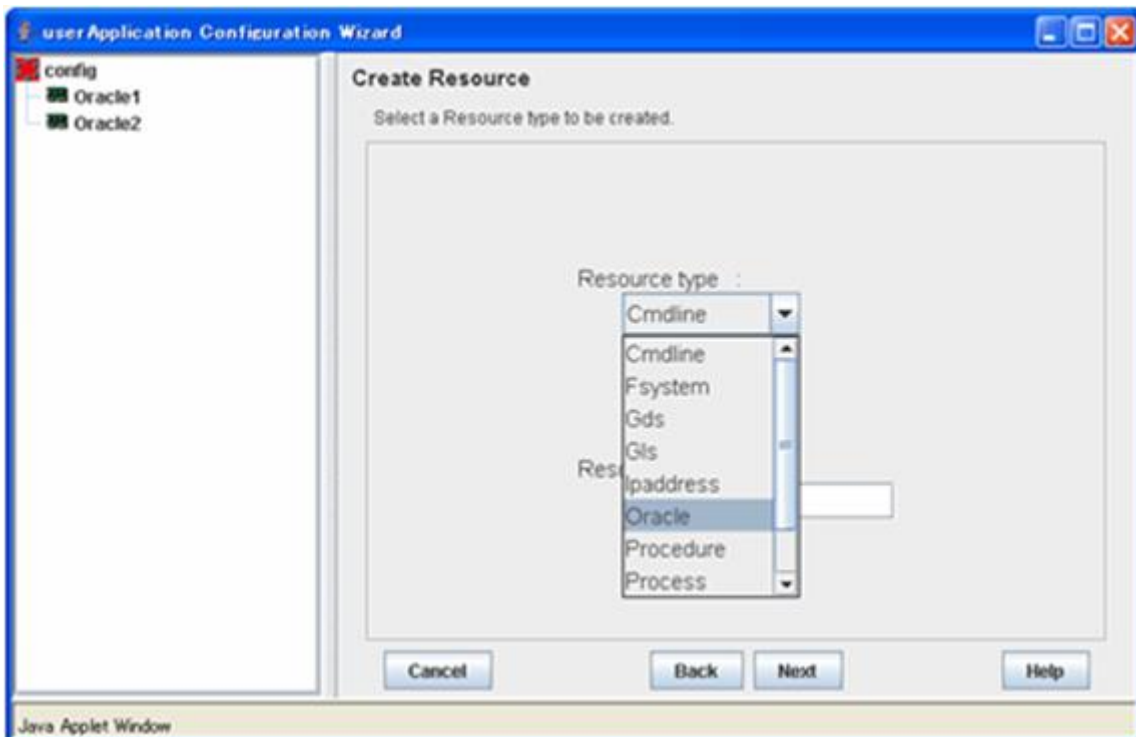 userApplication Configuration Wizard
config
Oracle1
Oracle2
Create Resource
Select a Resource type to be created.
Resource type :
Cmdline
Cmdline
Fsystem
Gds
Gls
Ipaddress
Oracle
Procedure
Process
Cancel
Back
Next
Help
Java Applet Window